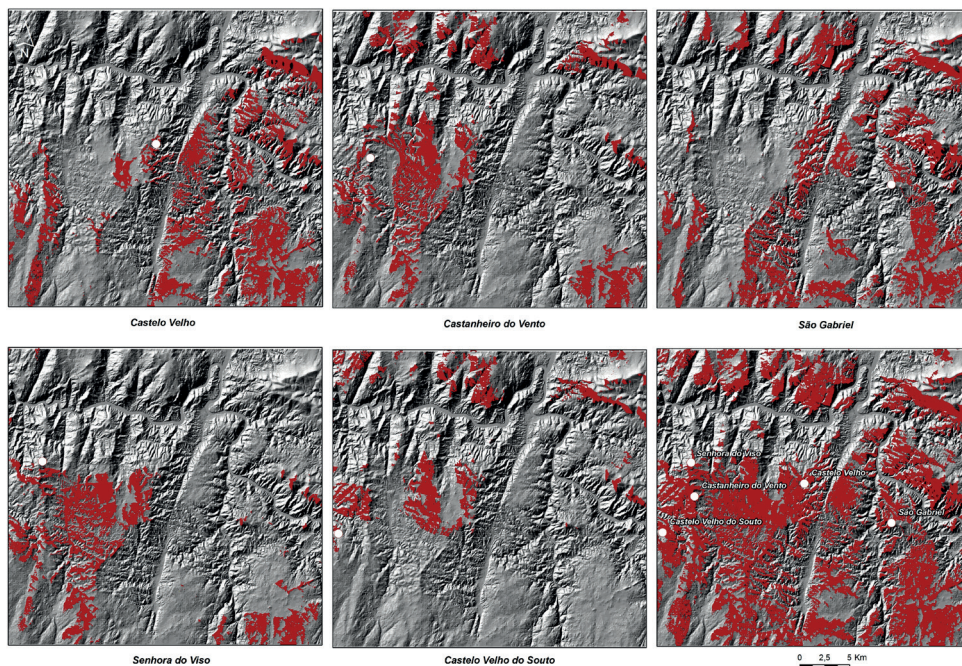 Castelo Velho
Castanheiro do Vento
São Gabriel
Senhora do Viso
Castelo Velho
Castanheiro do Vento
São Gabriel
Castelo Velho do Souto
Senhora do Viso
Castelo Velho do Souto
0 2,5 5 Km